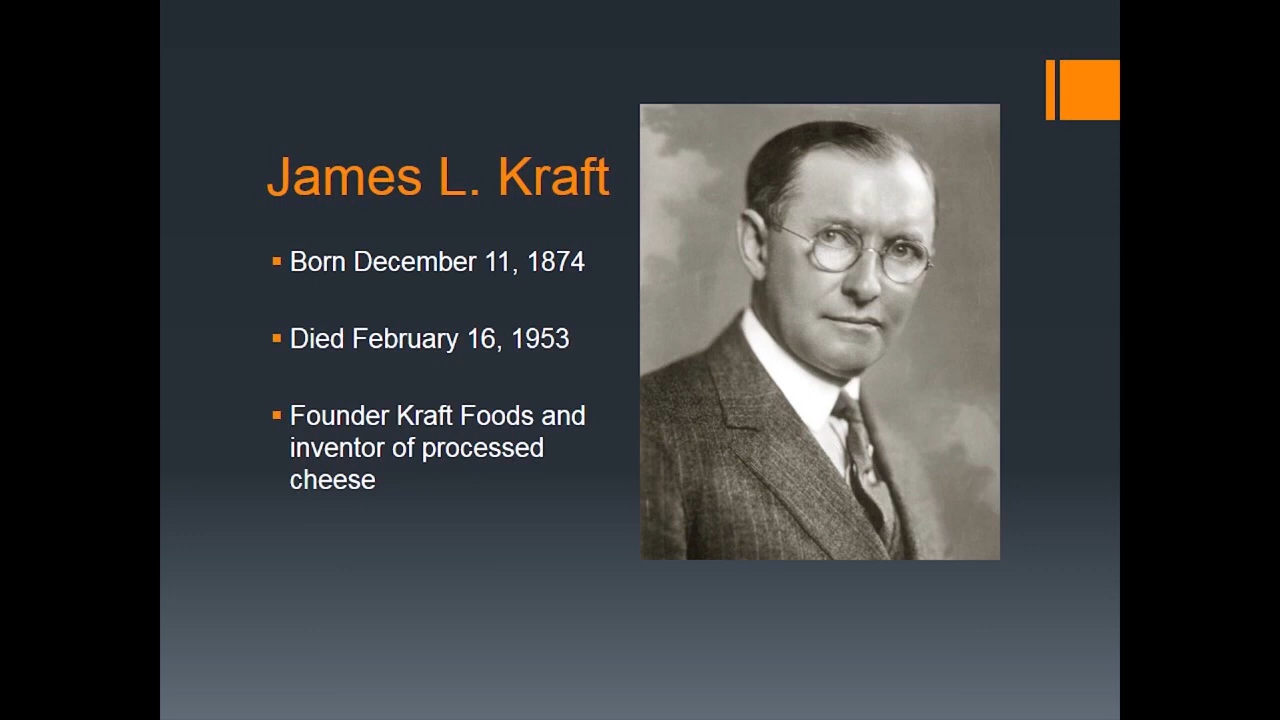 James L. Kraft
Born December 11, 1874
Died February 16, 1953
Founder Kraft Foods and
inventor of processed
cheese